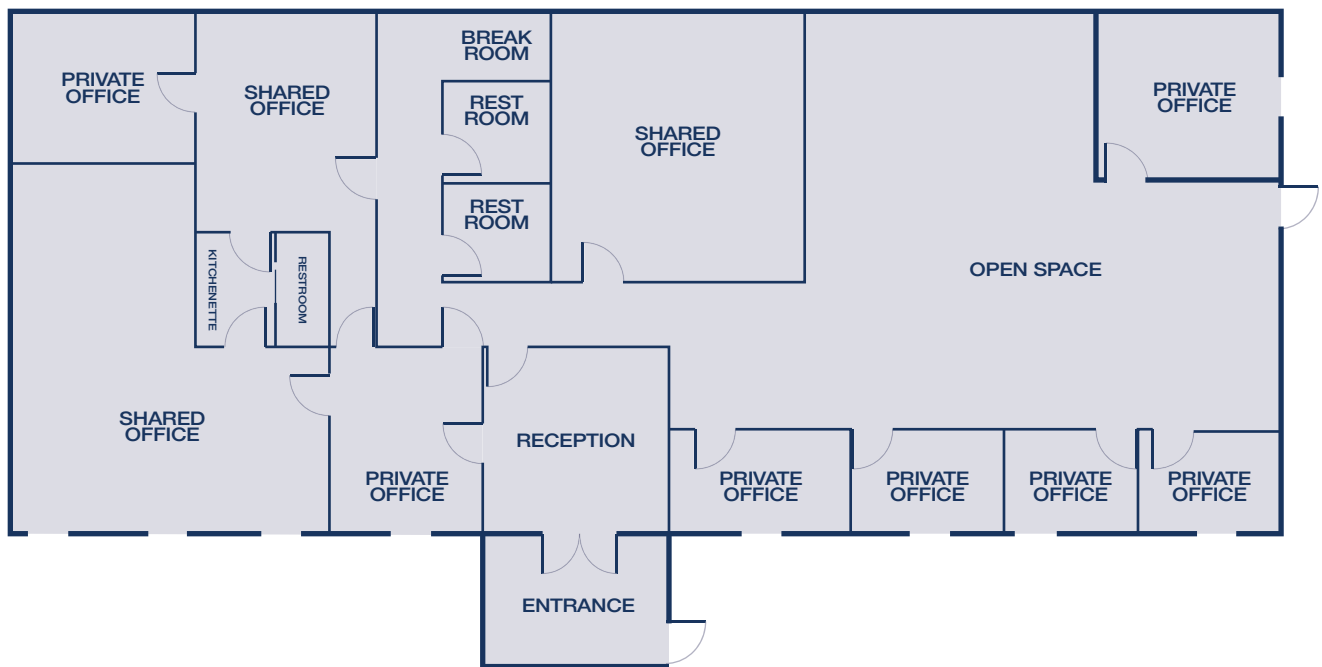 BREAK
ROOM
PRIVATE
OFFICE
SHARED
OFFICE
REST
ROOM
SHARED
OFFICE
PRIVATE
OFFICE
REST
ROOM
KITCHENETTE
RESTROOM
OPEN SPACE
SHARED
OFFICE
RECEPTION
PRIVATE
OFFICE
PRIVATE
OFFICE
PRIVATE
OFFICE
PRIVATE
OFFICE
PRIVATE
OFFICE
ENTRANCE